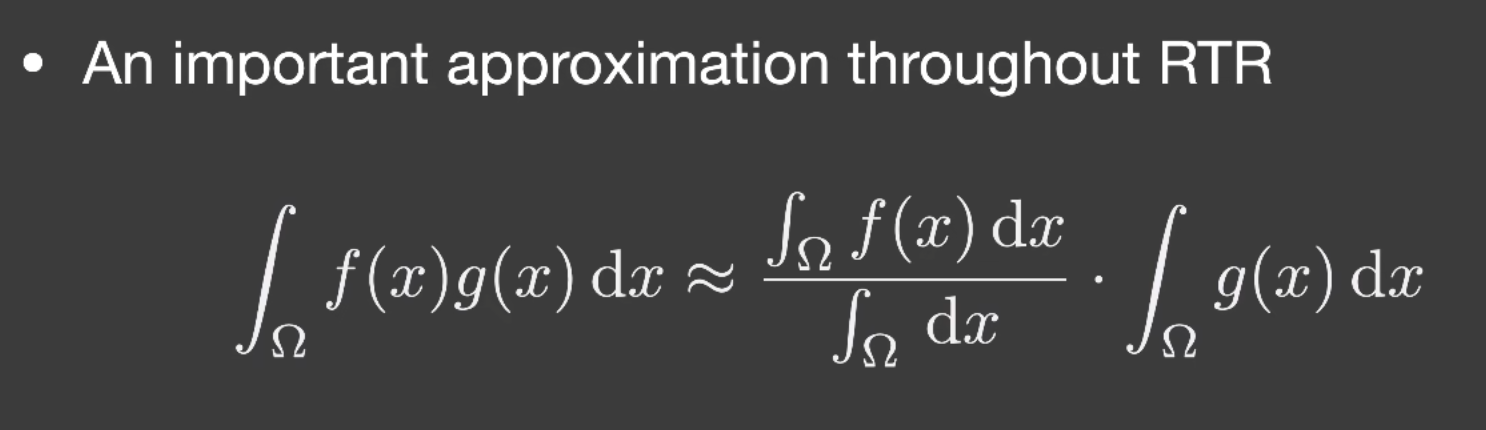 • An important approximation throughout RTR
∫_Ω f(x)g(x) dx ≈ (∫_Ω f(x) dx) / (∫_Ω dx) · ∫_Ω g(x) dx